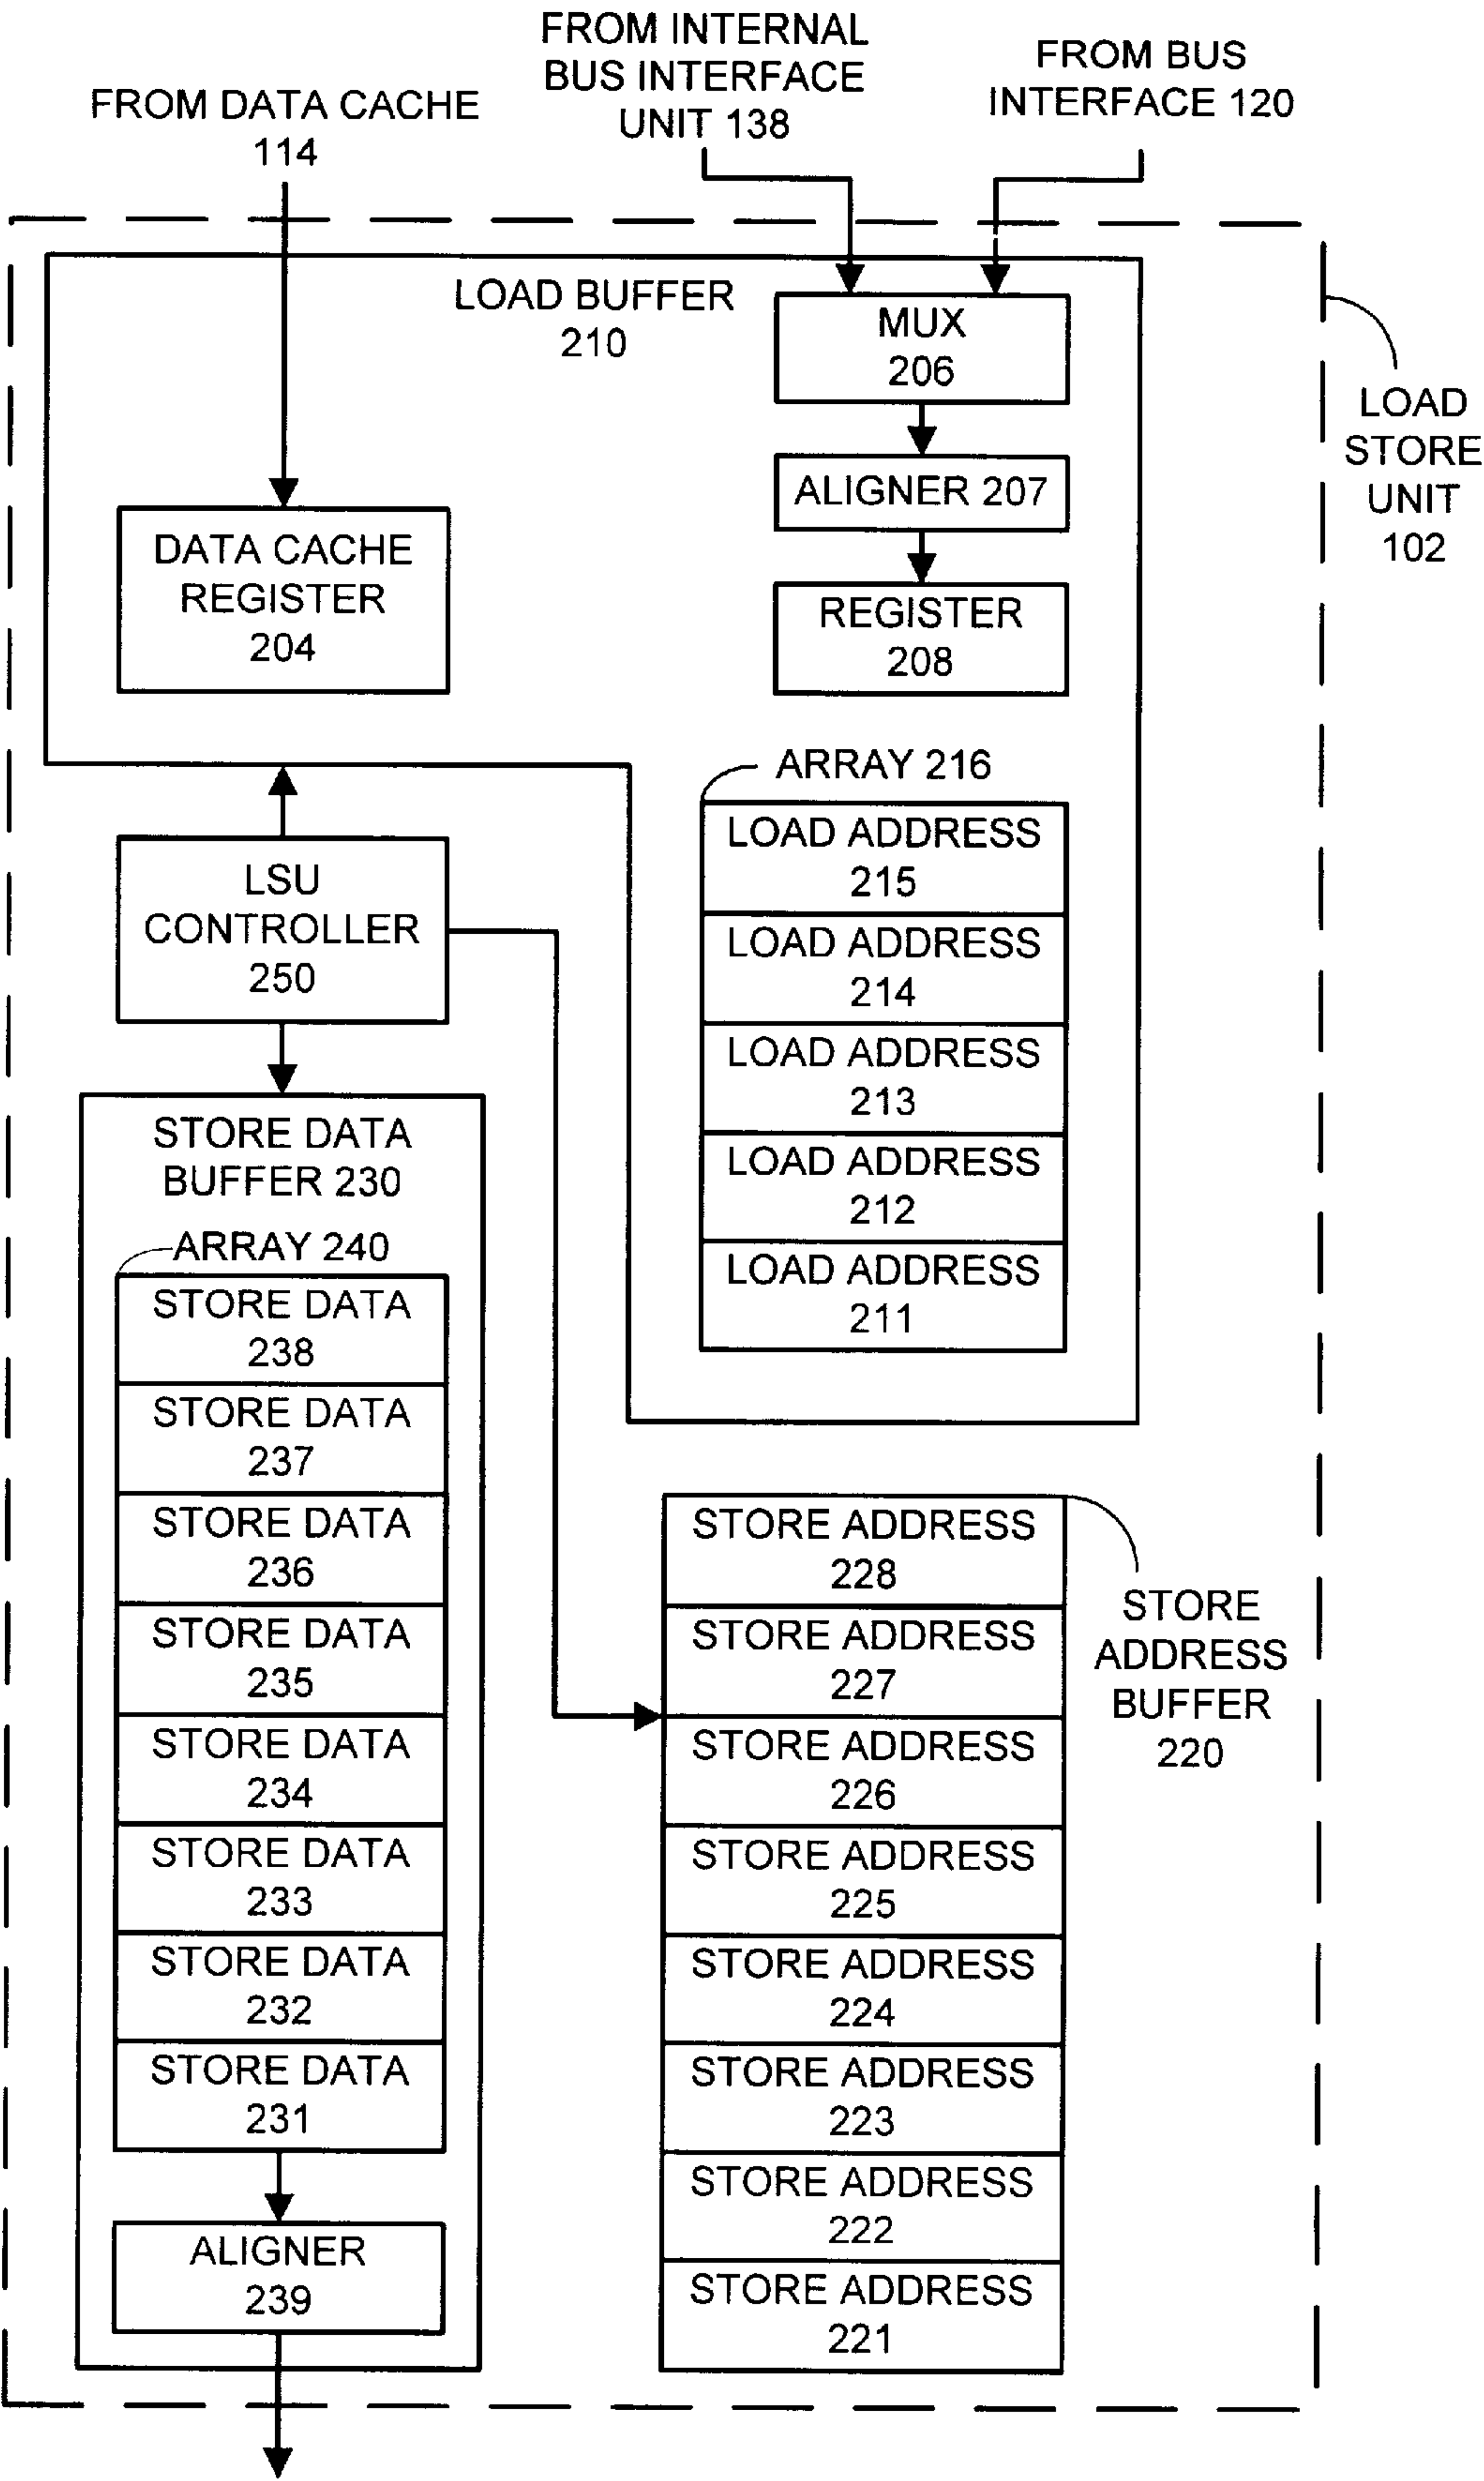 FROM DATA CACHE
114
FROM INTERNAL
BUS INTERFACE
UNIT 138
FROM BUS
INTERFACE 120
LOAD BUFFER
210
MUX
206
ALIGNER 207
REGISTER
208
DATA CACHE
REGISTER
204
LOAD
STORE
UNIT
102
ARRAY 216
LOAD ADDRESS
215
LOAD ADDRESS
214
LOAD ADDRESS
213
LOAD ADDRESS
212
LOAD ADDRESS
211
LSU
CONTROLLER
250
STORE DATA
BUFFER 230
ARRAY 240
STORE DATA
238
STORE DATA
237
STORE DATA
236
STORE DATA
235
STORE DATA
234
STORE DATA
233
STORE DATA
232
STORE DATA
231
ALIGNER
239
STORE ADDRESS
228
STORE ADDRESS
227
STORE ADDRESS
226
STORE ADDRESS
225
STORE ADDRESS
224
STORE ADDRESS
223
STORE ADDRESS
222
STORE ADDRESS
221
STORE
ADDRESS
BUFFER
220